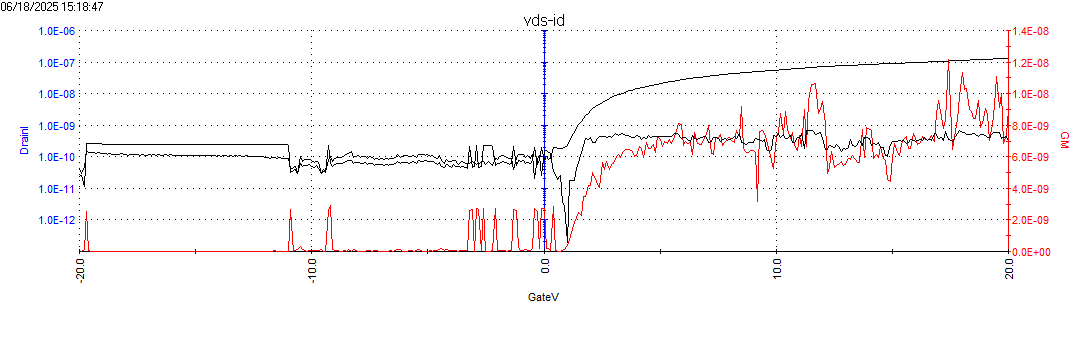 06/18/2025 15:18:47
vds-id
1.0E-06
1.0E-07
1.0E-08
1.0E-09
1.0E-10
1.0E-11
1.0E-12
DrainI
1.4E-08
1.2E-08
1.0E-08
8.0E-09
6.0E-09
4.0E-09
2.0E-09
0.0E+00
GM
-20.0
-10.0
0.0
10.0
20.0
GateV